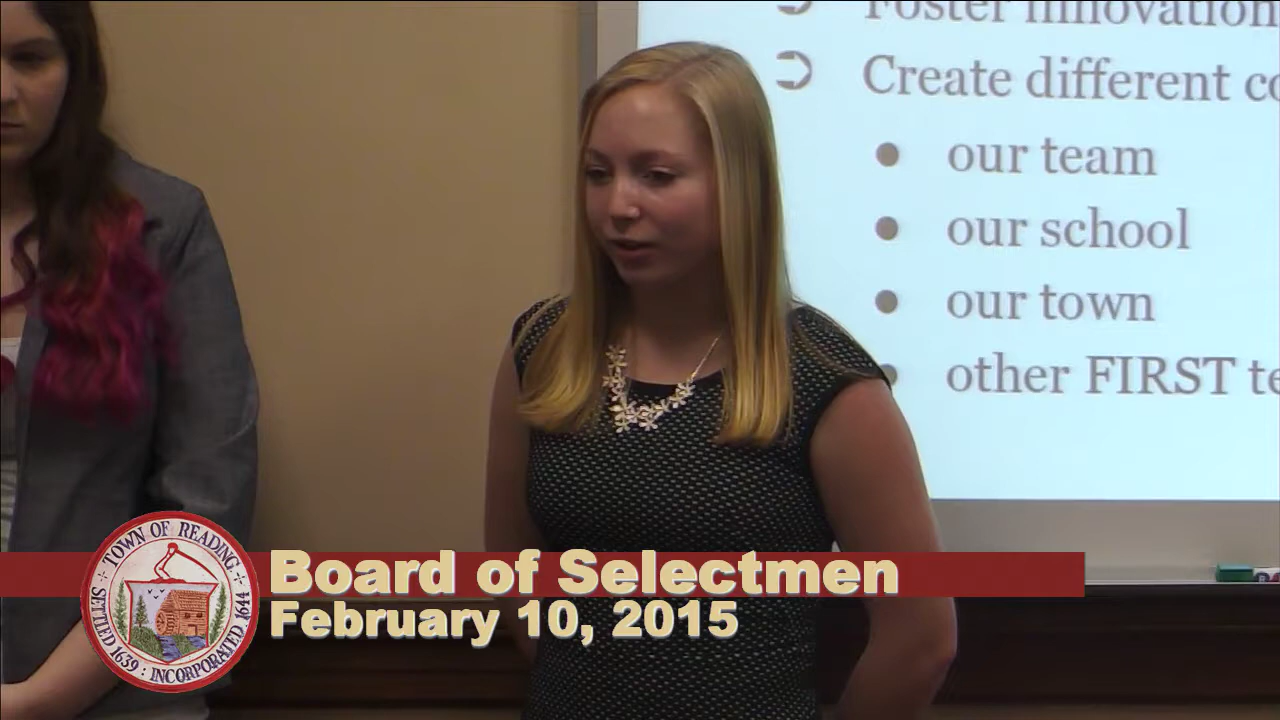 Foster innovation
Create different co
our team
our school
our town
other FIRST te
TOWN OF READING
SETTLED 1639 : INCORPORATED 1644
Board of Selectmen
February 10, 2015